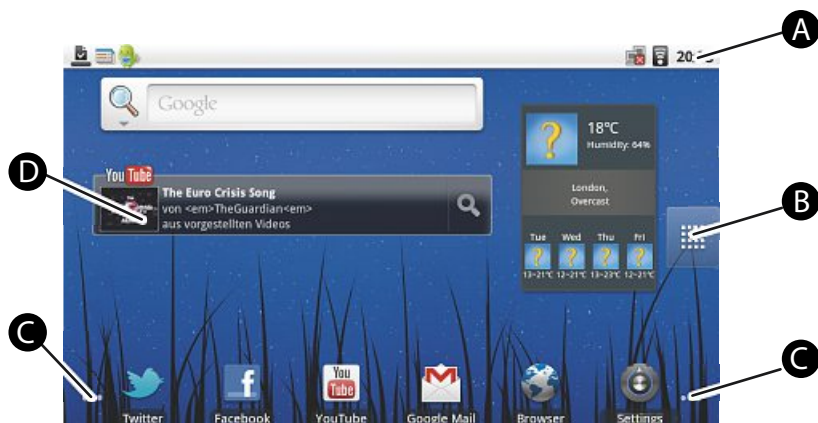 A
20
Google
18°C
Humidity: 64%
You Tube
D
The Euro Crisis Song
von <em>TheGuardian<em>
aus vorgestellten Videos
London,
Overcast
B
Tue Wed Thu Fri
13~21°C 12~21°C 13~23°C 12~21°C
C
C
You Tube
Twitter Facebook YouTube Google Mail Browser Settings